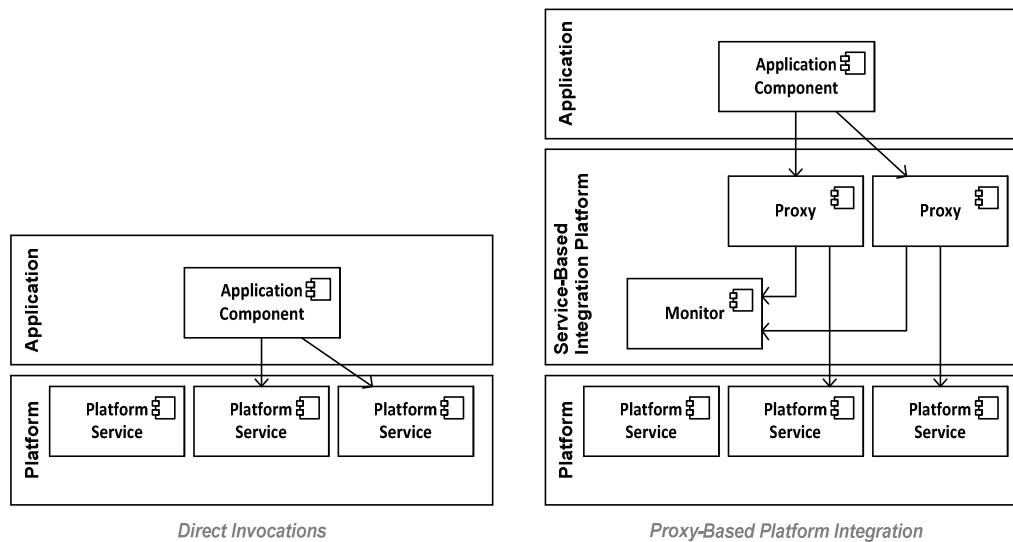 Application
Application
Component
Platform
Platform
Service
Platform
Service
Platform
Service
Direct Invocations
Application
Application
Component
Service-Based
Integration Platform
Proxy
Proxy
Monitor
Platform
Platform
Service
Platform
Service
Platform
Service
Proxy-Based Platform Integration